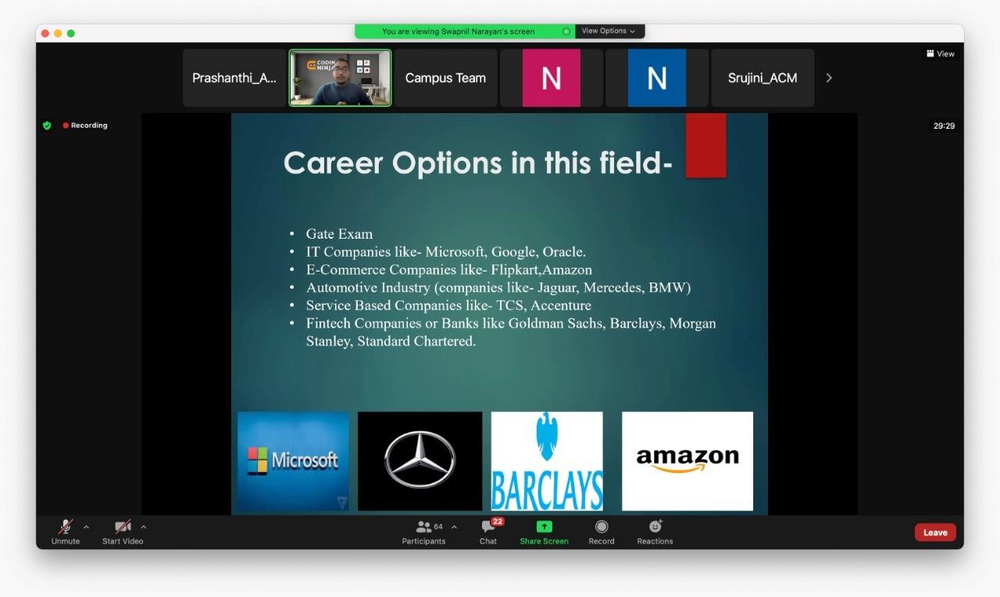 You are viewing Swapnil Narayan's screen
View Options
Prashanthi_A...
CODIN
NINJA
Campus Team
N
N
Srujini_ACM
View
Recording
29:29
Career Options in this field-
• Gate Exam
• IT Companies like- Microsoft, Google, Oracle.
• E-Commerce Companies like- Flipkart,Amazon
• Automotive Industry (companies like- Jaguar, Mercedes, BMW)
• Service Based Companies like- TCS, Accenture
• Fintech Companies or Banks like Goldman Sachs, Barclays, Morgan
Stanley, Standard Chartered.
Microsoft
BARCLAYS
amazon
Unmute
Start Video
64
Participants
22
Chat
Share Screen
Record
Reactions
Leave